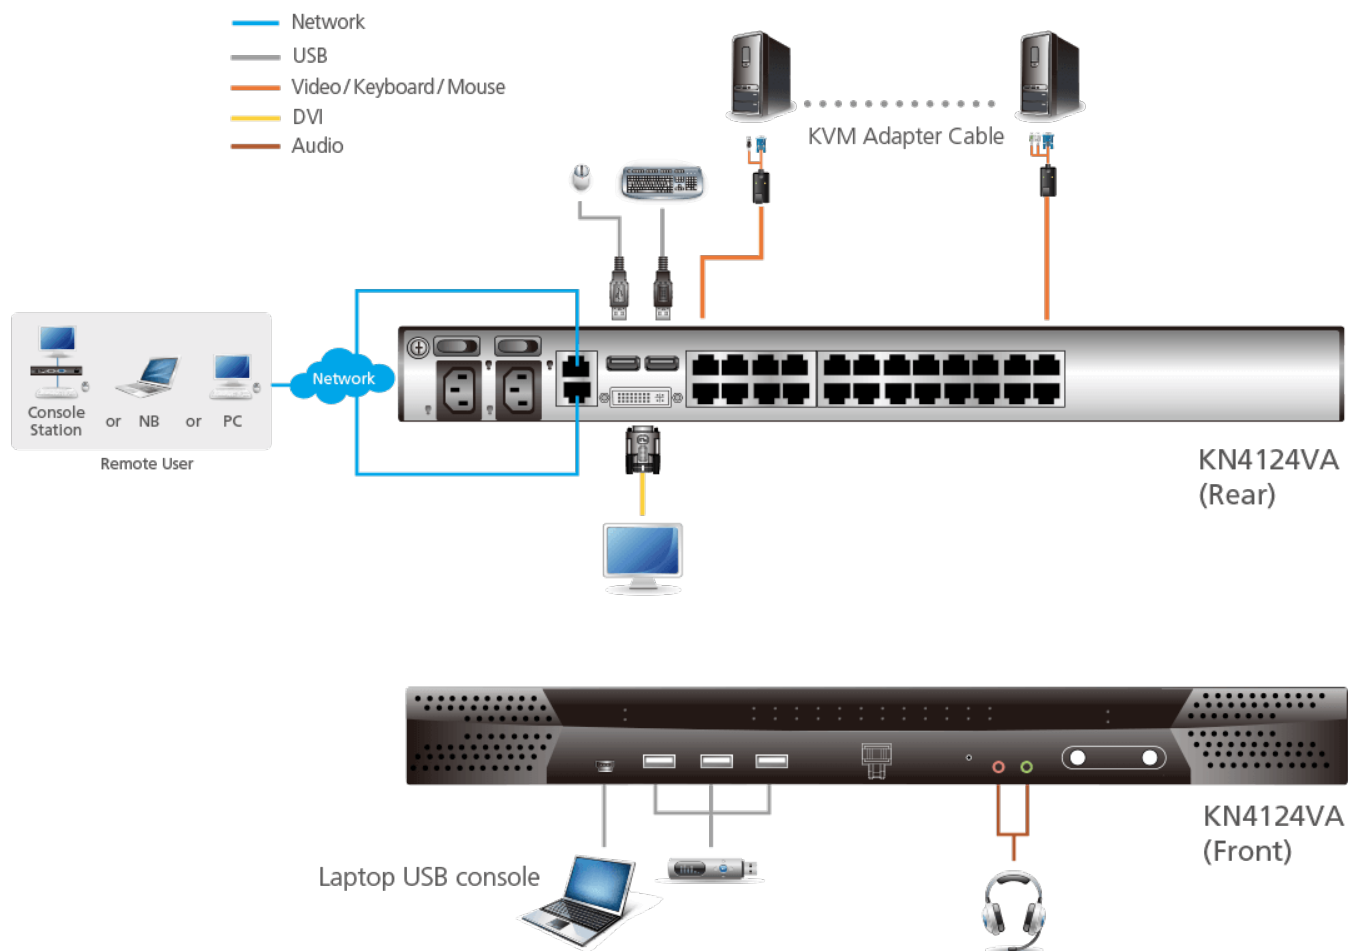 Network
USB
Video/Keyboard/Mouse
DVI
Audio
KVM Adapter Cable
Network
Console
Station
or
NB
or
PC
Remote User
KN4124VA
(Rear)
KN4124VA
(Front)
Laptop USB console